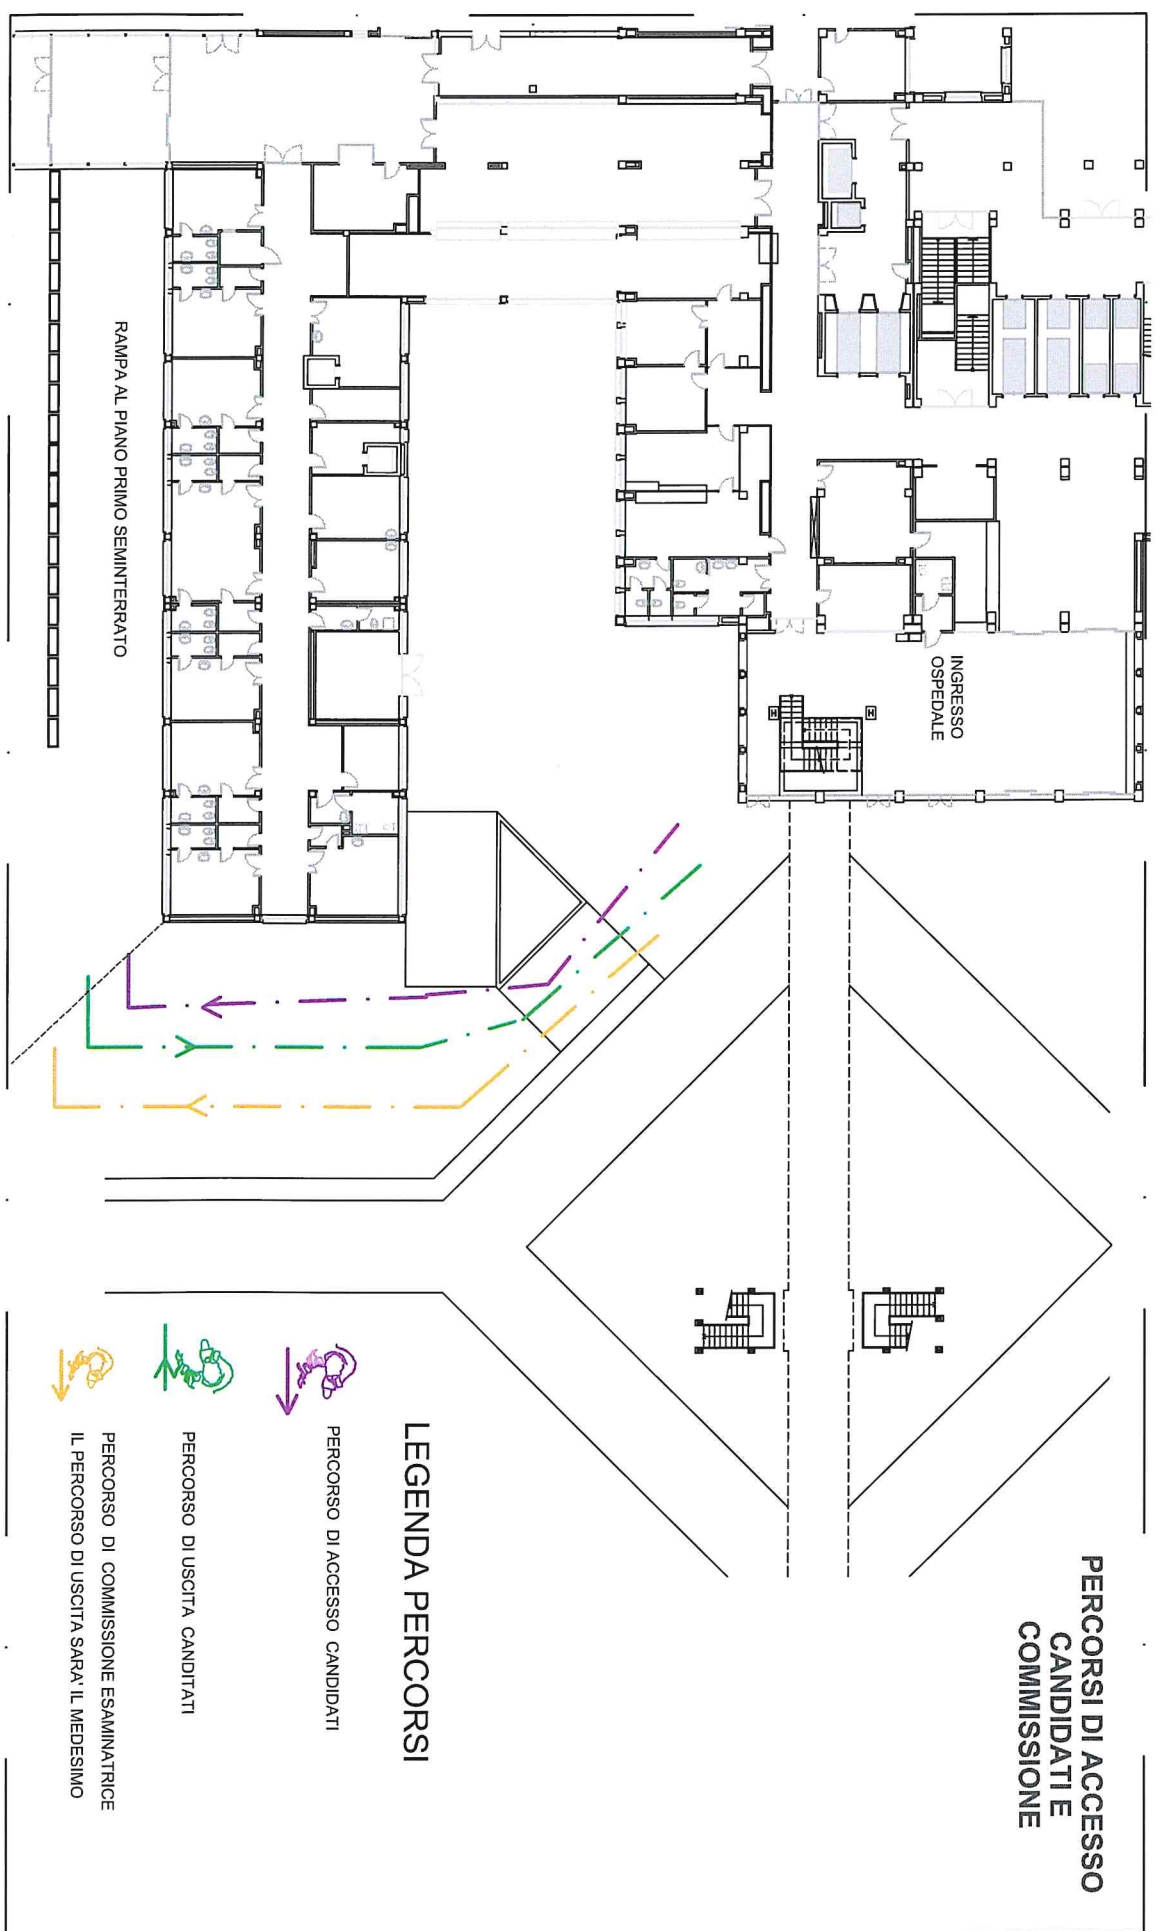 PERCORSI DI ACCESSO
CANDIDATI E
COMMISSIONE
INGRESSO
OSPEDALE
H
H
RAMPA AL PIANO PRIMO SEMINTERRATO
LEGENDA PERCORSI
PERCORSO DI ACCESSO CANDIDATI
PERCORSO DI USCITA CANDITATI
PERCORSO DI COMMISSIONE ESAMINATRICE
IL PERCORSO DI USCITA SARA' IL MEDESIMO